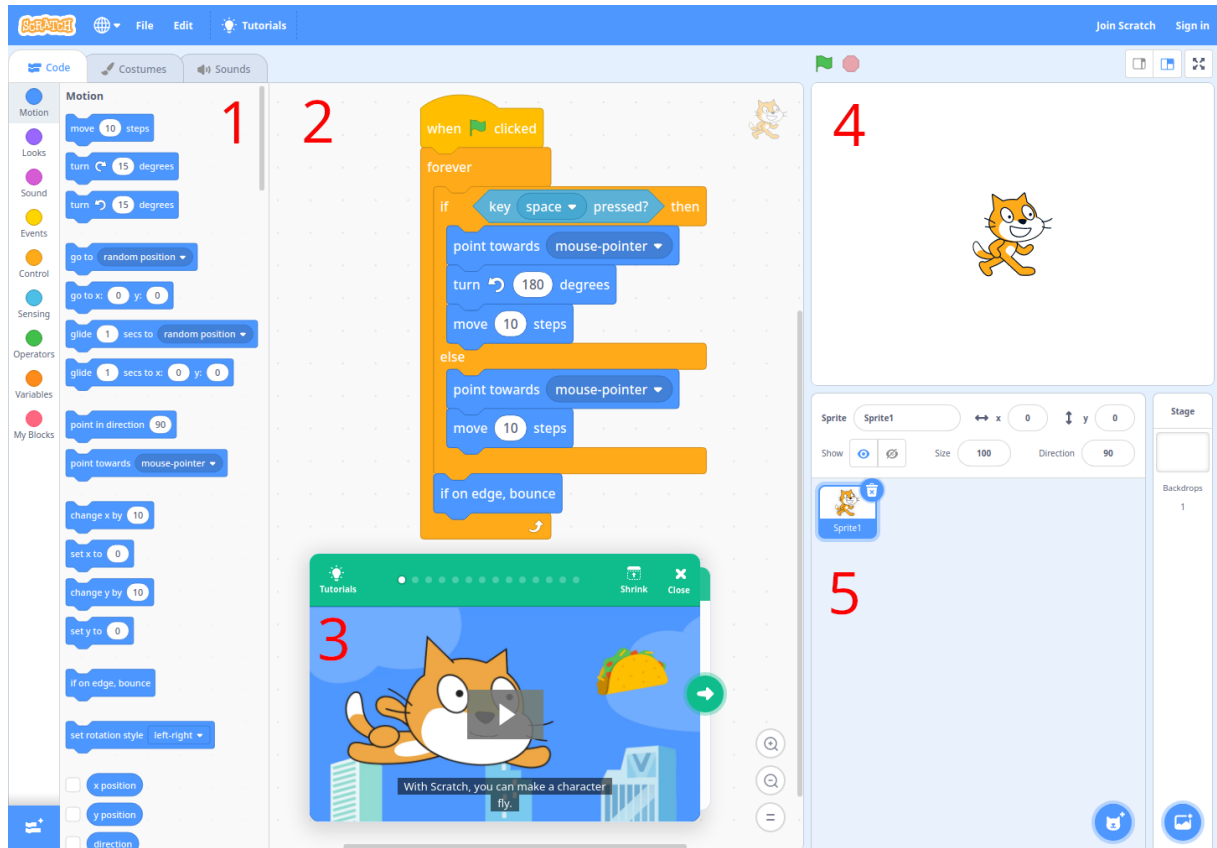 SCRATCH File Edit Tutorials Join Scratch Sign in
Code Costumes Sounds
Motion
Looks
Sound
Events
Control
Sensing
Operators
Variables
My Blocks
Motion
1
move 10 steps
turn 15 degrees
turn 15 degrees
go to random position
go to x: 0 y: 0
glide 1 secs to random position
glide 1 secs to x: 0 y: 0
point in direction 90
point towards mouse-pointer
change x by 10
set x to 0
change y by 10
set y to 0
if on edge, bounce
set rotation style left-right
x position
y position
direction
2
when clicked
forever
if key space pressed? then
point towards mouse-pointer
turn 180 degrees
move 10 steps
else
point towards mouse-pointer
move 10 steps
if on edge, bounce
Tutorials Shrink Close
3
With Scratch, you can make a character
fly.
4
Sprite Sprite1 x 0 y 0
Show Size 100 Direction 90
Sprite1
5
Stage
Backdrops
1